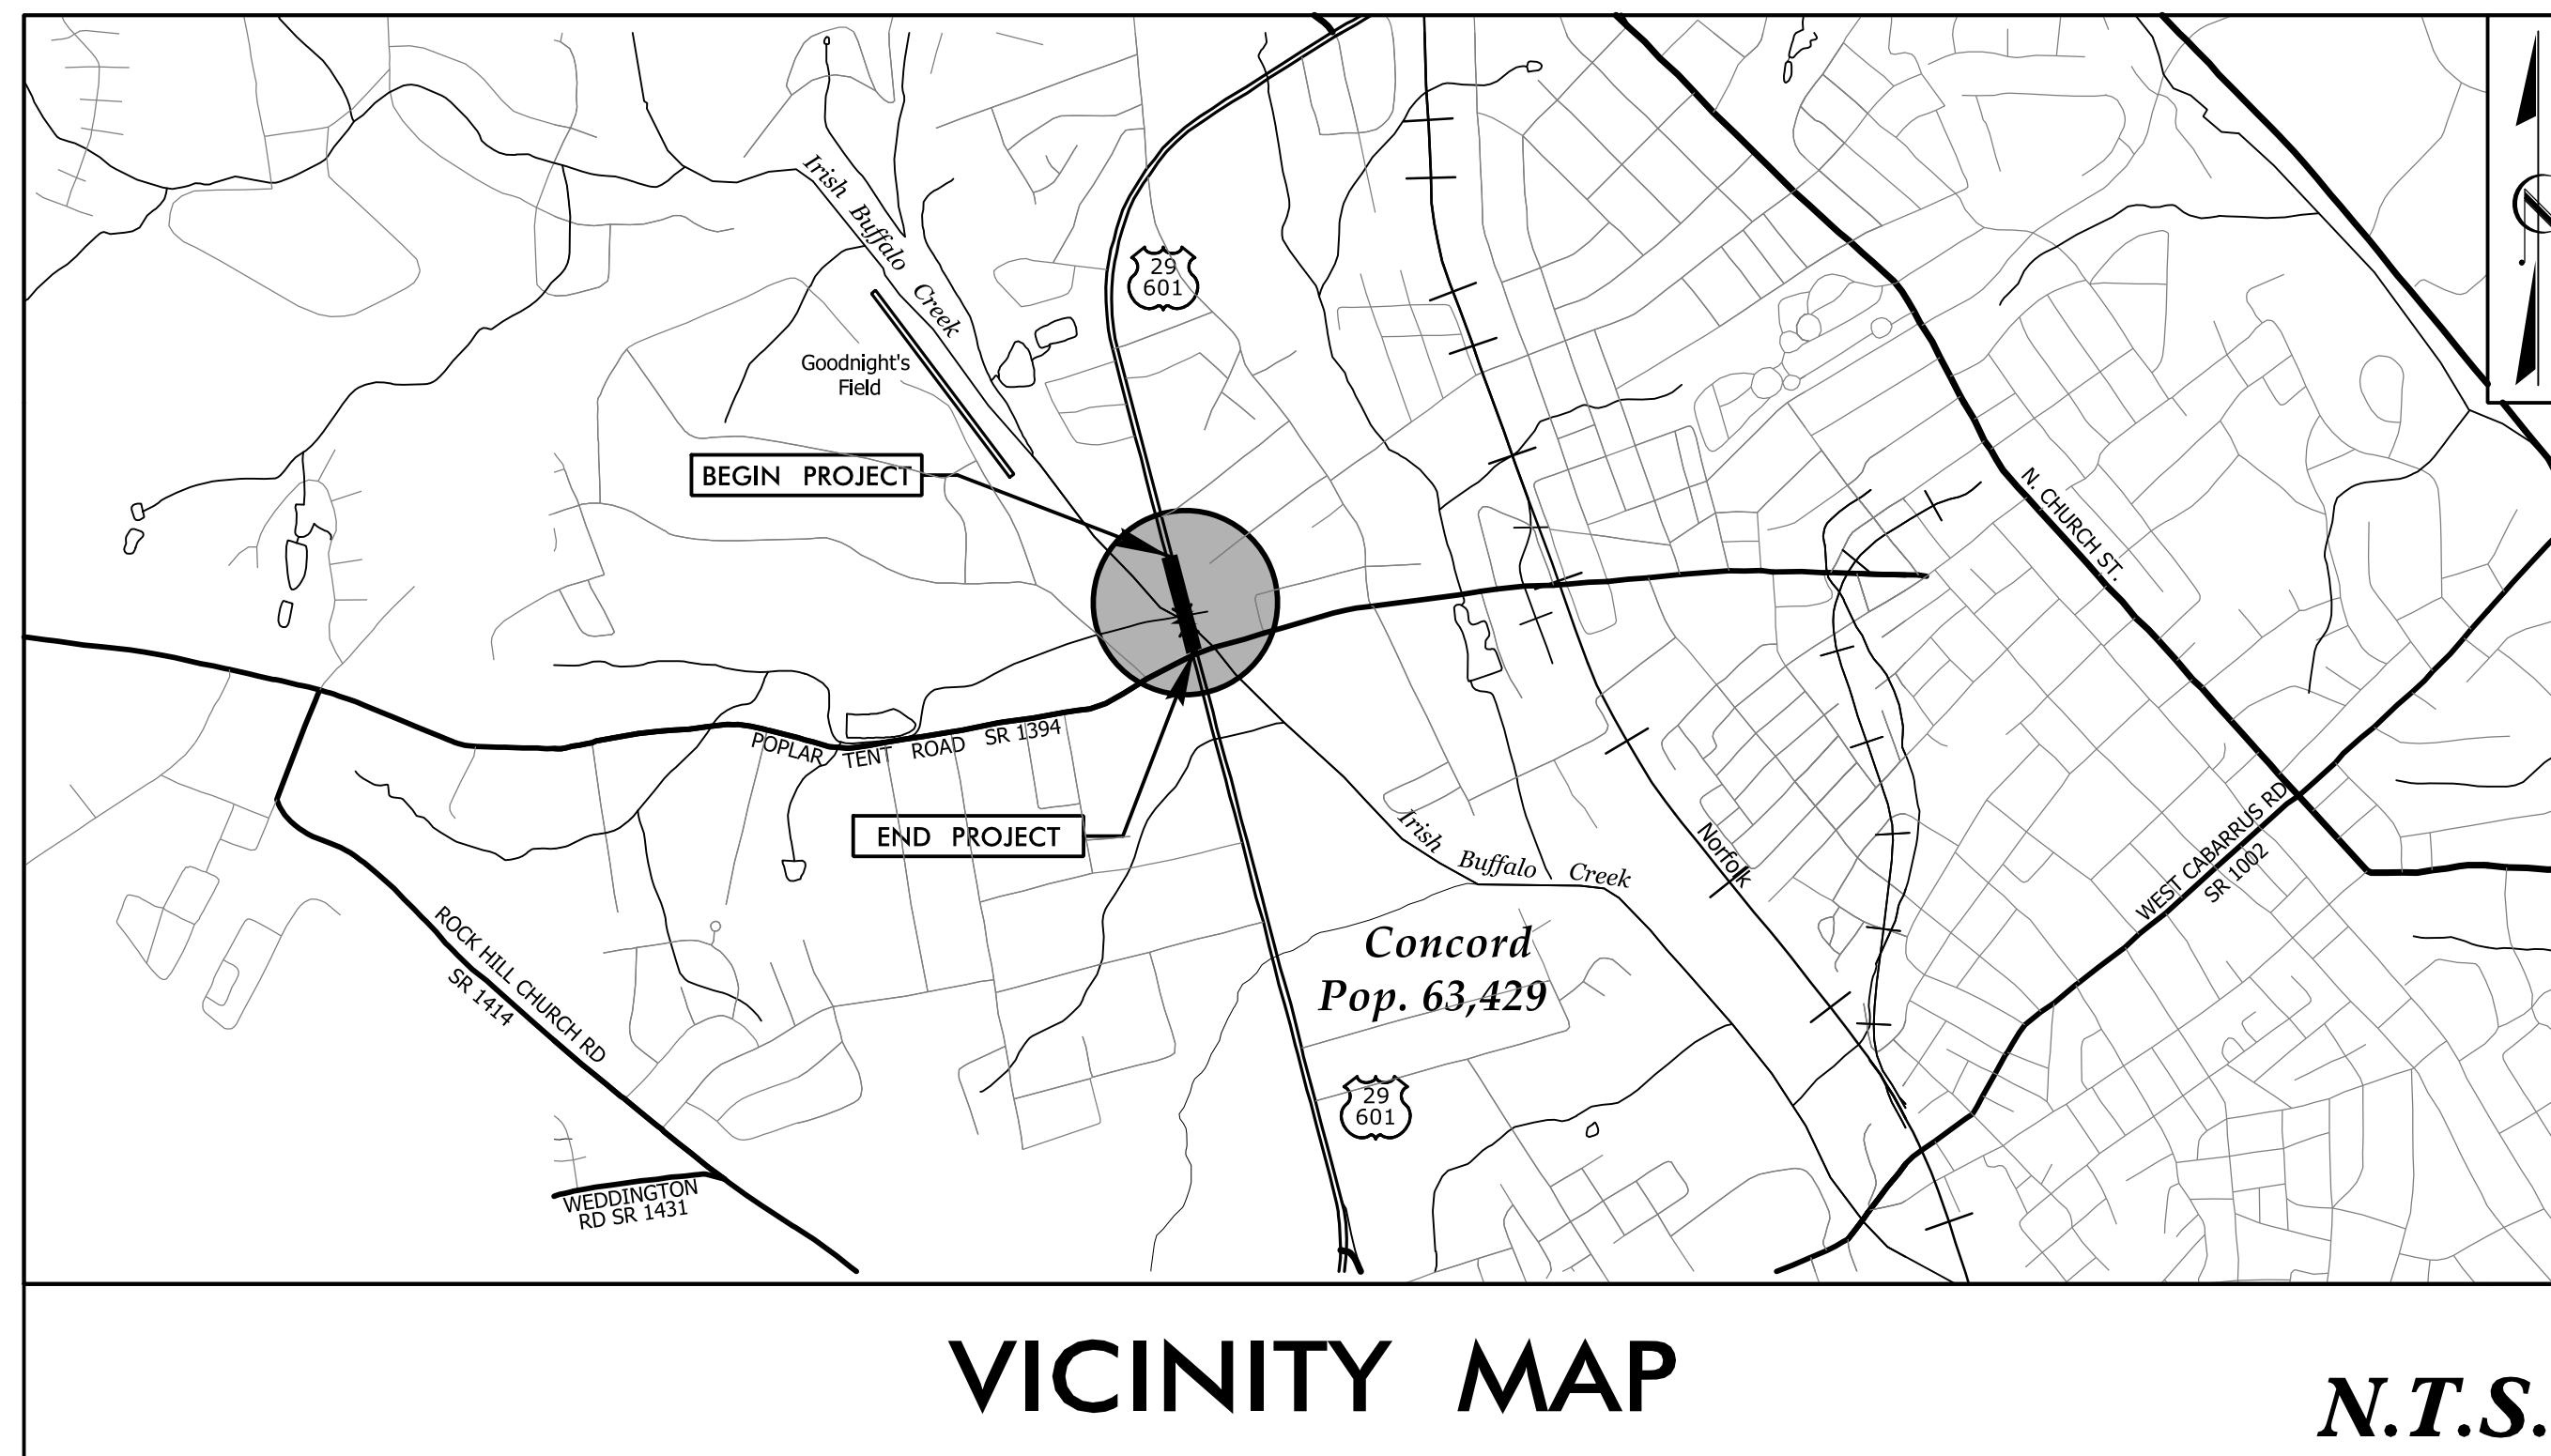 Irish Buffalo Creek
29
601
Goodnight's
Field
BEGIN PROJECT
N. CHURCH ST.
POPLAR TENT ROAD SR 1394
END PROJECT
Irish Buffalo Creek
Norfolk
WEST CABARRUS RD
SR 1002
ROCK HILL CHURCH RD
SR 1414
Concord
Pop. 63,429
29
601
WEDDINGTON
RD SR 1431
VICINITY MAP
N.T.S.